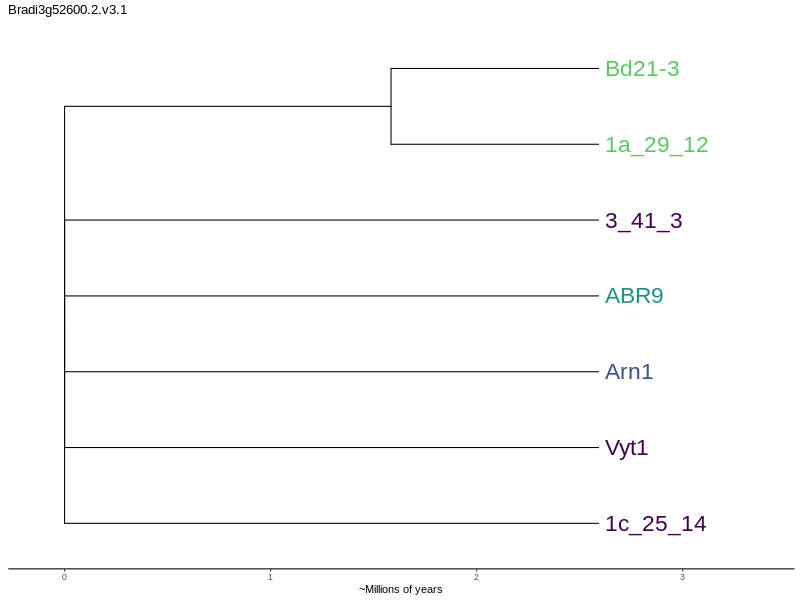 Bradi3g52600.2.v3.1
Bd21-3
1a_29_12
3_41_3
ABR9
Arn1
Vyt1
1c_25_14
0 1 2 3
~Millions of years